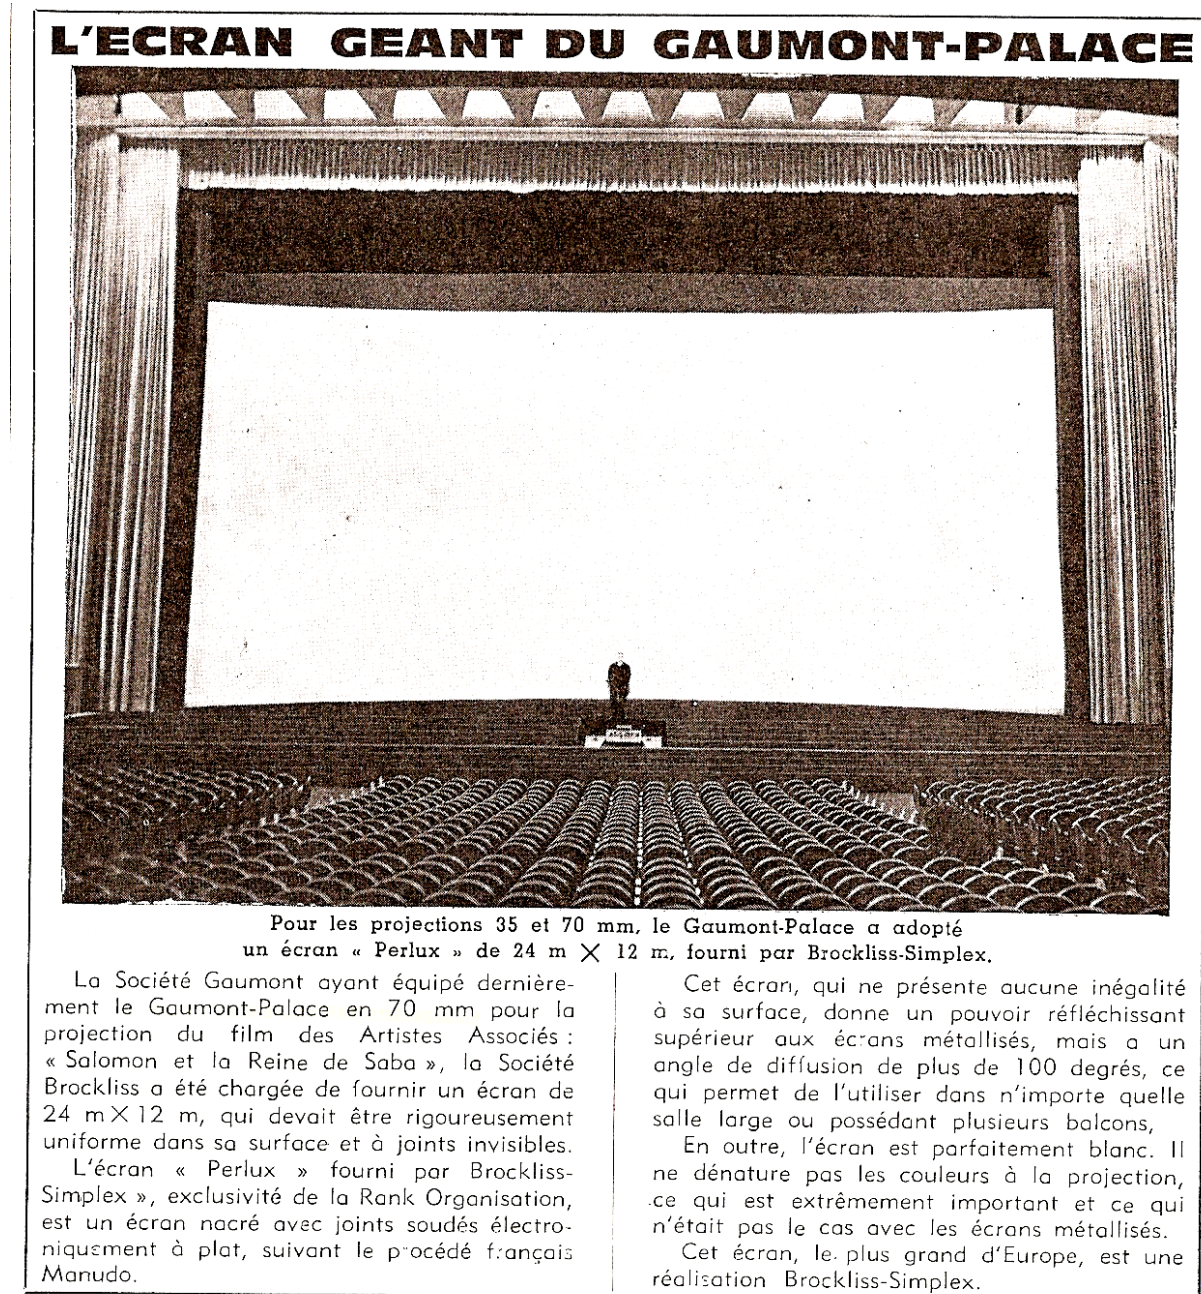 L'ECRAN GEANT DU GAUMONT-PALACE
Pour les projections 35 et 70 mm, le Gaumont-Palace a adopté
un écran « Perlux » de 24 m X 12 m, fourni par Brockliss-Simplex.
La Société Gaumont ayant équipé dernière-
ment le Gaumont-Palace en 70 mm pour la
projection du film des Artistes Associés :
« Salomon et la Reine de Saba », la Société
Brockliss a été chargée de fournir un écran de
24 m X 12 m, qui devait être rigoureusement
uniforme dans sa surface et à joints invisibles.
L'écran « Perlux » fourni par Brockliss-
Simplex », exclusivité de la Rank Organisation,
est un écran nacré avec joints soudés électro-
niquement à plat, suivant le procédé français
Manudo.
Cet écran, qui ne présente aucune inégalité
à sa surface, donne un pouvoir réfléchissant
supérieur aux écrans métallisés, mais a un
angle de diffusion de plus de 100 degrés, ce
qui permet de l'utiliser dans n'importe quelle
salle large ou possédant plusieurs balcons,
En outre, l'écran est parfaitement blanc. Il
ne dénature pas les couleurs à la projection,
ce qui est extrêmement important et ce qui
n'était pas le cas avec les écrans métallisés.
Cet écran, le plus grand d'Europe, est une
réalisation Brockliss-Simplex.